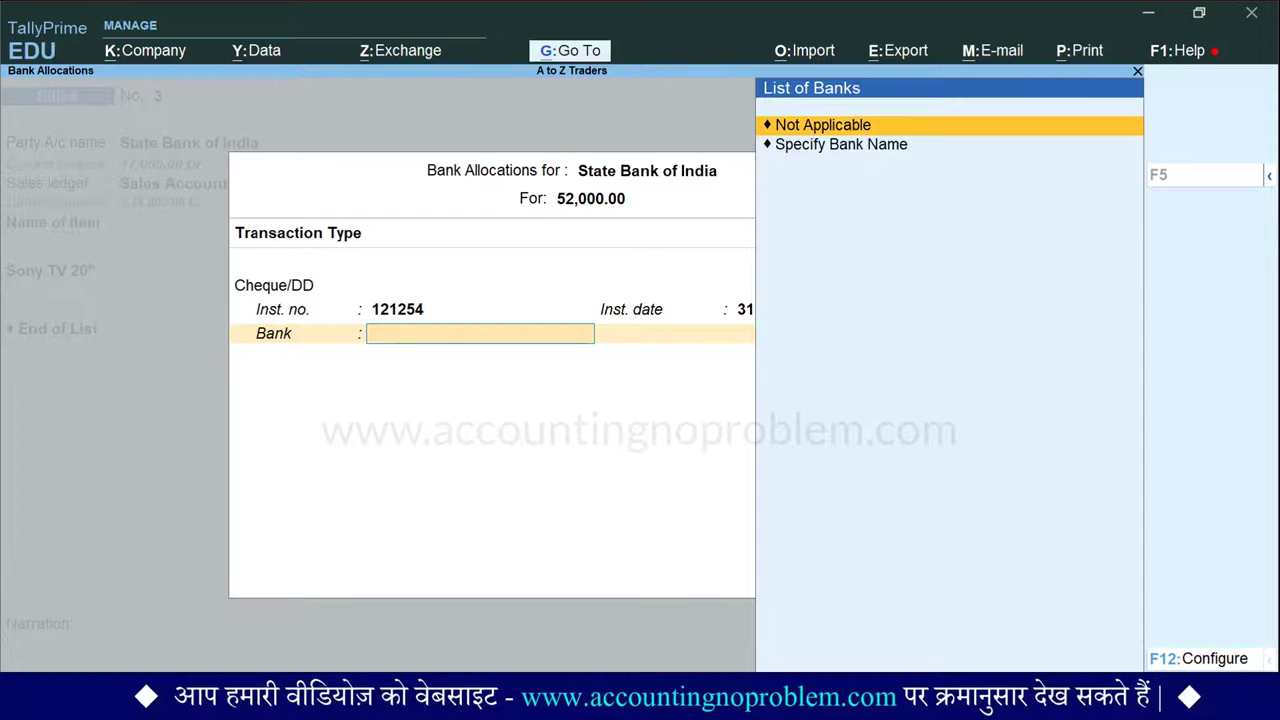 TallyPrime
EDU
MANAGE
K:Company Y:Data Z:Exchange G:Go To O:Import E:Export M:E-mail P:Print F1:Help
Bank Allocations A to Z Traders
Sales No. 3
Party A/c name State Bank of India
Sales ledger Sales Account
Name of Item
Sony TV 20"
♦ End of List
Narration:
Bank Allocations for : State Bank of India
For: 52,000.00
Transaction Type
Cheque/DD
Inst. no. : 121254 Inst. date : 31
Bank :
List of Banks
♦ Not Applicable
♦ Specify Bank Name
F5
F12:Configure
www.accountingnoproblem.com
◆ आप हमारी वीडियोज़ को वेबसाइट - www.accountingnoproblem.com पर क्रमानुसार देख सकते हैं | ◆